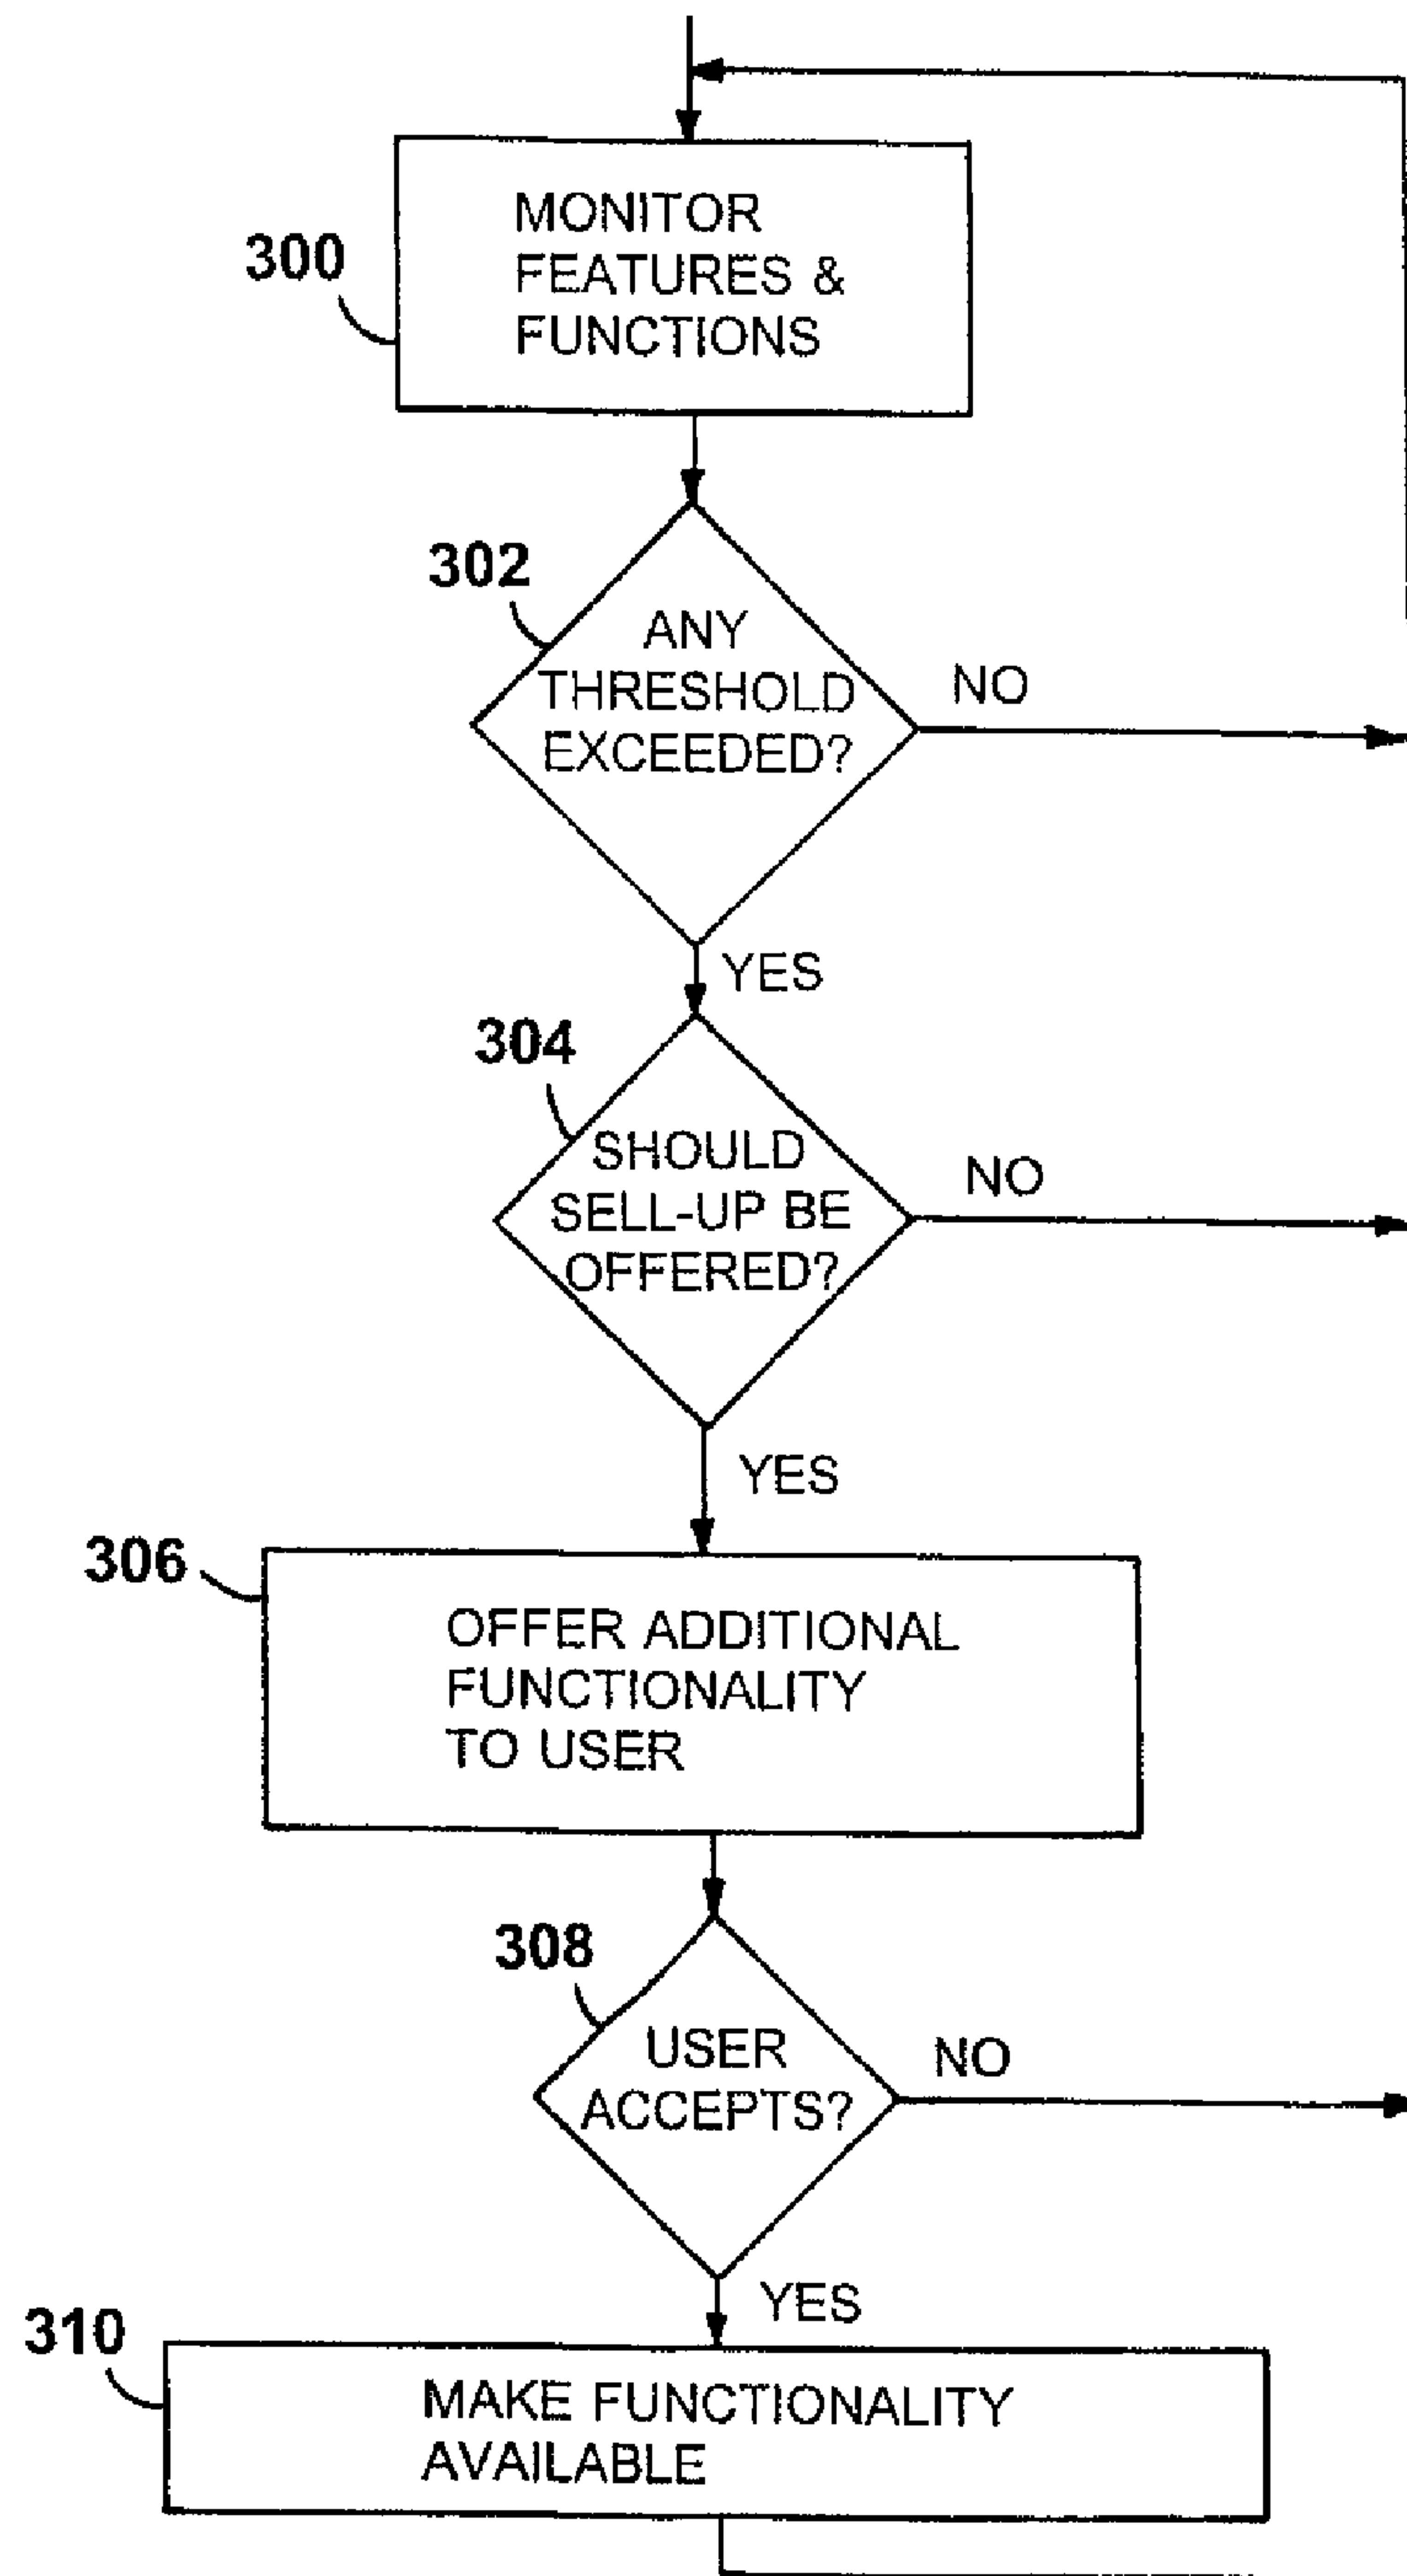 MONITOR
FEATURES &
FUNCTIONS
300
302
ANY
THRESHOLD
EXCEEDED?
NO
YES
304
SHOULD
SELL-UP BE
OFFERED?
NO
YES
306
OFFER ADDITIONAL
FUNCTIONALITY
TO USER
308
USER
ACCEPTS?
NO
YES
310
MAKE FUNCTIONALITY
AVAILABLE